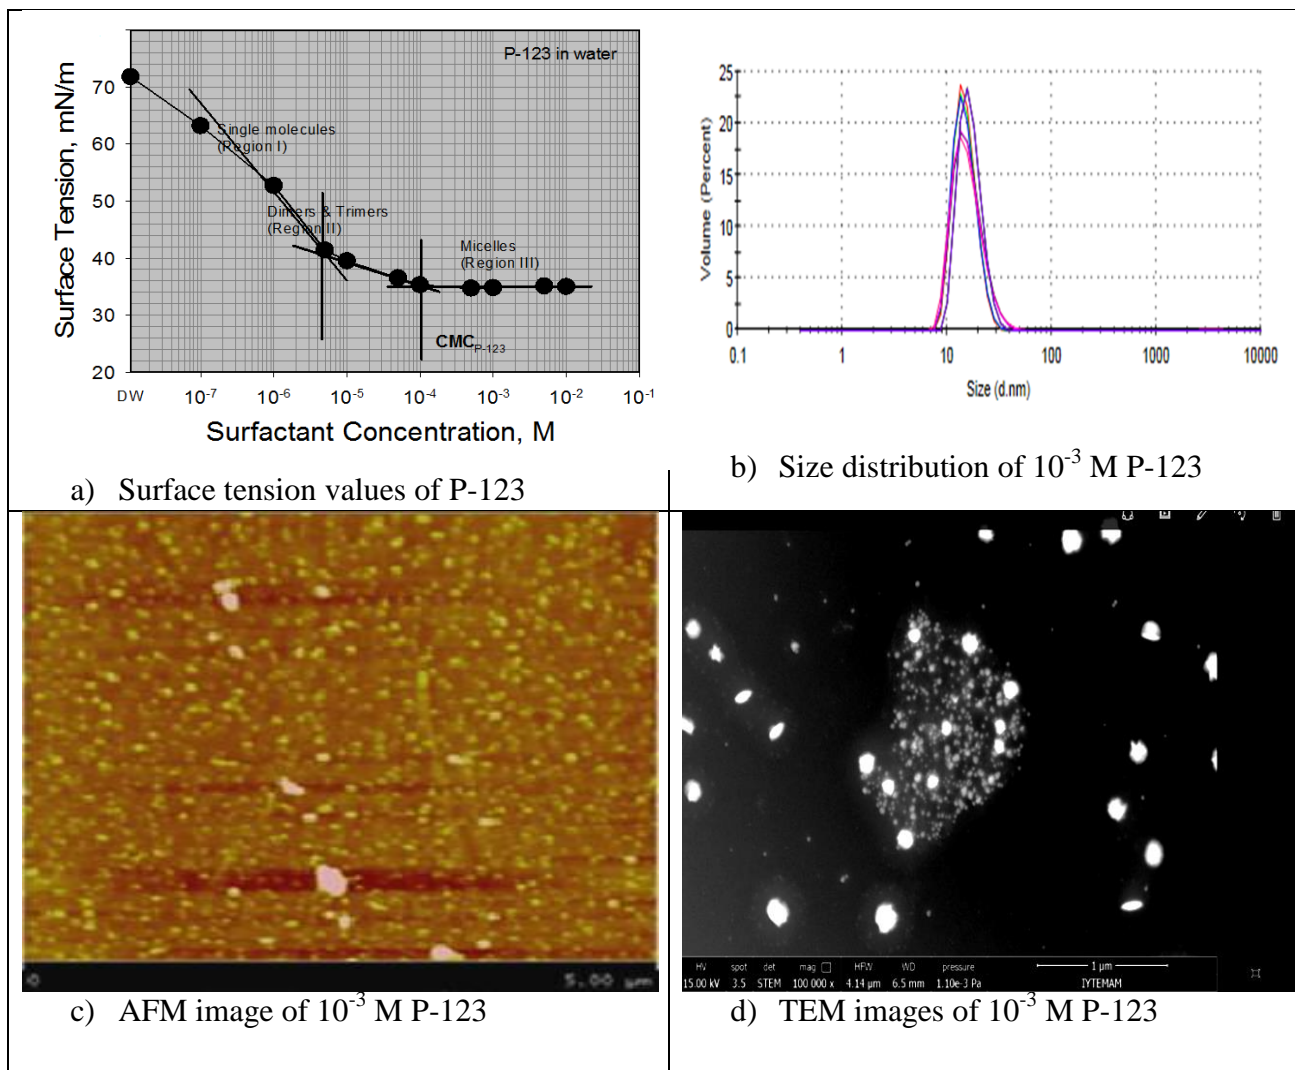 P-123 in water
Surface Tension, mN/m
70
60
50
40
30
20
Single molecules
(Region I)
Dimers & Trimers
(Region II)
Micelles
(Region III)
CMC P-123
DW 10-7 10-6 10-5 10-4 10-3 10-2 10-1
Surfactant Concentration, M
a) Surface tension values of P-123
Volume (Percent)
25
20
15
10
5
0
0.1 1 10 100 1000 10000
Size (d.nm)
b) Size distribution of 10-3 M P-123
0 5.00 µm
c) AFM image of 10-3 M P-123
HV spot det mag HFW WD pressure 1 µm
15.00 kV 3.5 STEM 100 000 x 4.14 µm 6.5 mm 1.10e-3 Pa IYTEMAM
d) TEM images of 10-3 M P-123